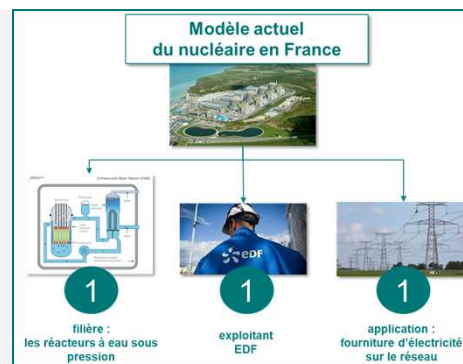 Modèle actuel
du nucléaire en France
eDF
1
1
1
filière :
les réacteurs à eau sous
pression
exploitant
EDF
application :
fourniture d'électricité
sur le réseau